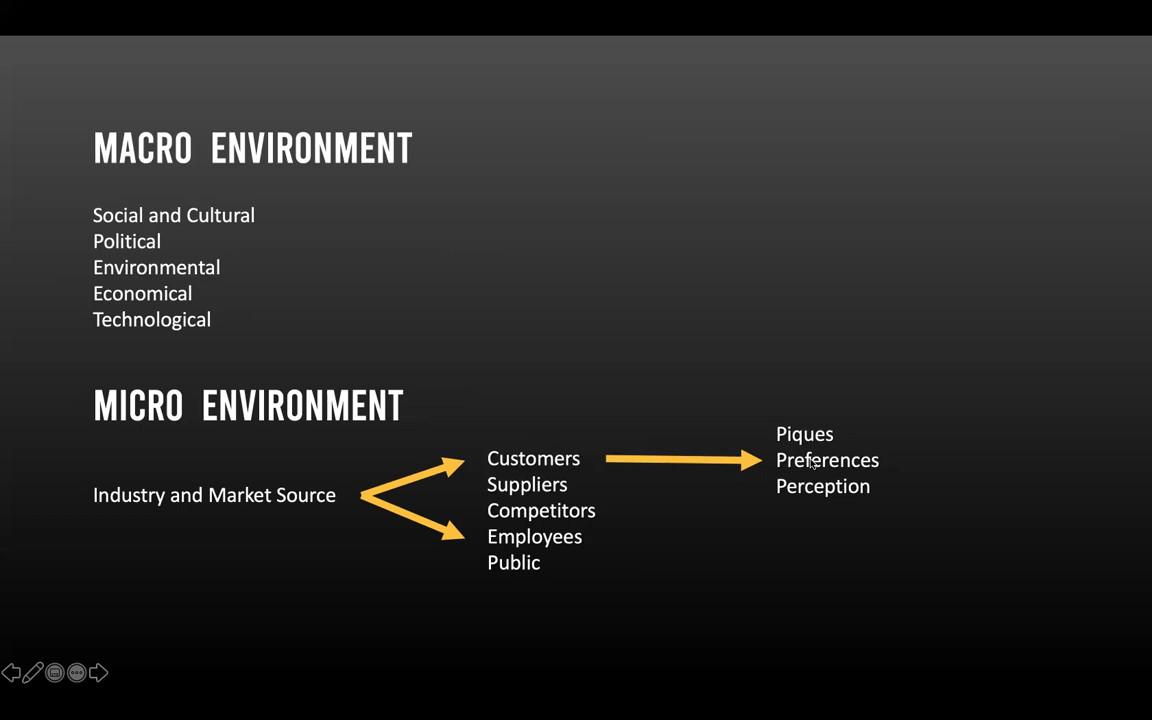 MACRO ENVIRONMENT
Social and Cultural
Political
Environmental
Economical
Technological
MICRO ENVIRONMENT
Industry and Market Source
Customers
Suppliers
Competitors
Employees
Public
Piques
Preferences
Perception